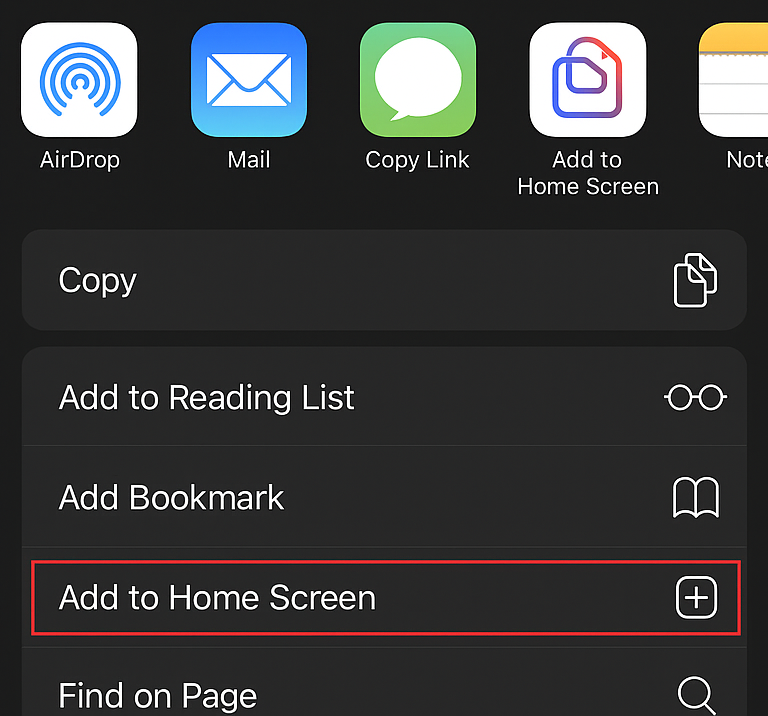 AirDrop
Mail
Copy Link
Add to
Home Screen
Note
Copy
Add to Reading List
Add Bookmark
Add to Home Screen
Find on Page